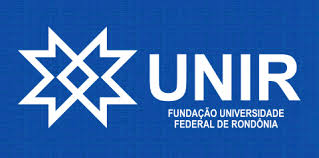 UNIR
FUNDAÇÃO UNIVERSIDADE
FEDERAL DE RONDÔNIA